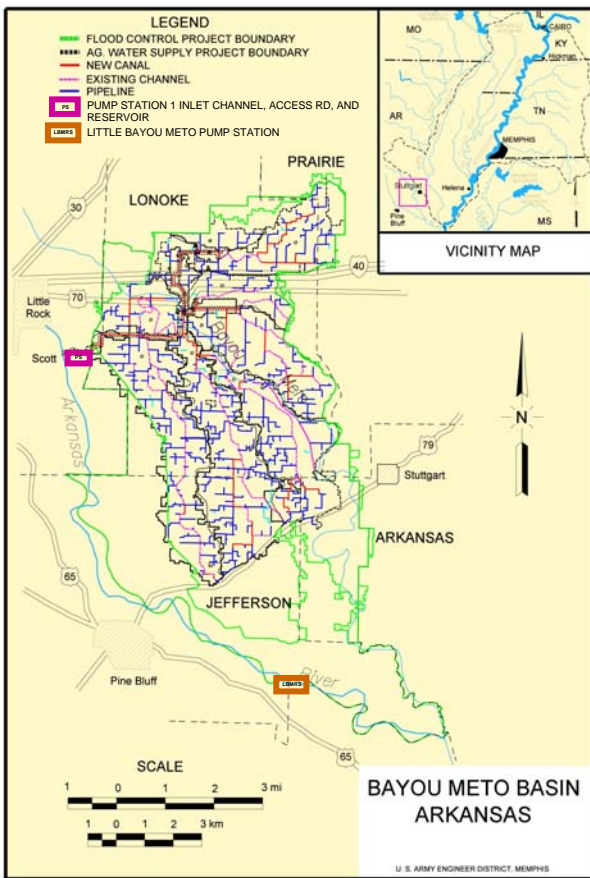 LEGEND
FLOOD CONTROL PROJECT BOUNDARY
AG. WATER SUPPLY PROJECT BOUNDARY
NEW CANAL
EXISTING CHANNEL
PIPELINE
PS
PUMP STATION 1 INLET CHANNEL, ACCESS RD, AND
RESERVOIR
LBMRS
LITTLE BAYOU METO PUMP STATION
MO
IL
CAIRO
KY
Hickman
TN
AR
MEMPHIS
Stuttgart
Helena
Pine
Bluff
MS
VICINITY MAP
PRAIRIE
LONOKE
30
40
70
Little
Rock
Scott
PS
Bayou
Meto
Arkansas
N
79
Stuttgart
ARKANSAS
65
JEFFERSON
Pine Bluff
River
LBMRS
65
SCALE
1 0 1 2 3 mi
1 0 1 2 3 km
BAYOU METO BASIN
ARKANSAS
U. S. ARMY ENGINEER DISTRICT, MEMPHIS